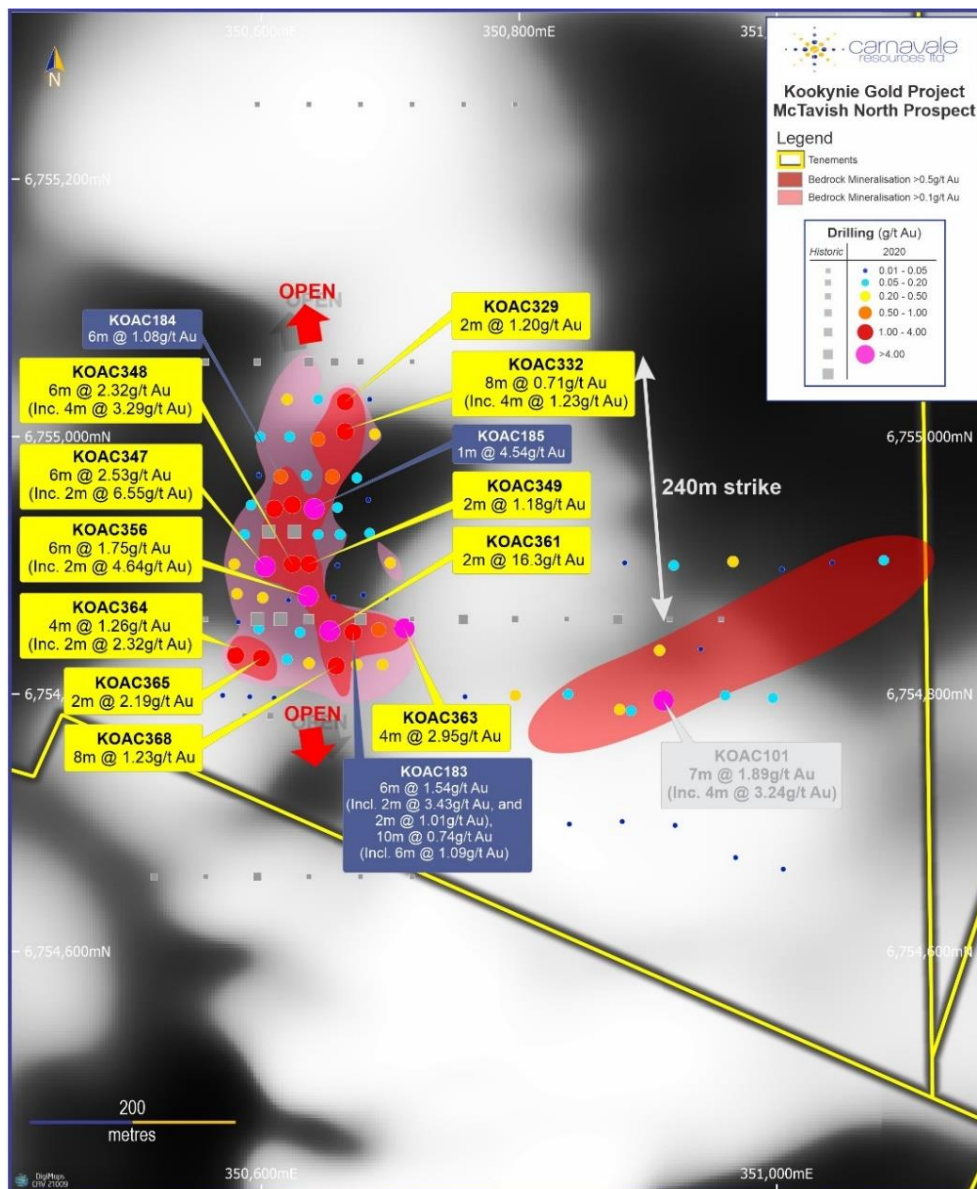 350,600mE
350,800mE
351,
N
carnavale
resources ltd
Kookynie Gold Project
McTavish North Prospect
Legend
Tenements
Bedrock Mineralisation >0.5g/t Au
Bedrock Mineralisation >0.1g/t Au
Drilling (g/t Au)
Historic
2020
0.01 - 0.05
0.05 - 0.20
0.20 - 0.50
0.50 - 1.00
1.00 - 4.00
>4.00
6,755,200mN
OPEN
KOAC184
6m @ 1.08g/t Au
KOAC329
2m @ 1.20g/t Au
KOAC348
6m @ 2.32g/t Au
(Inc. 4m @ 3.29g/t Au)
KOAC332
8m @ 0.71g/t Au
(Inc. 4m @ 1.23g/t Au)
6,755,000mN
6,755,000mN
KOAC185
1m @ 4.54g/t Au
KOAC347
6m @ 2.53g/t Au
(Inc. 2m @ 6.55g/t Au)
KOAC349
2m @ 1.18g/t Au
240m strike
KOAC356
6m @ 1.75g/t Au
(Inc. 2m @ 4.64g/t Au)
KOAC361
2m @ 16.3g/t Au
KOAC364
4m @ 1.26g/t Au
(Inc. 2m @ 2.32g/t Au)
KOAC365
2m @ 2.19g/t Au
6,754,
6,754,800mN
OPEN
KOAC363
4m @ 2.95g/t Au
KOAC368
8m @ 1.23g/t Au
KOAC101
7m @ 1.89g/t Au
(Inc. 4m @ 3.24g/t Au)
KOAC183
6m @ 1.54g/t Au
(Incl. 2m @ 3.43g/t Au, and
2m @ 1.01g/t Au),
10m @ 0.74g/t Au
(Incl. 6m @ 1.09g/t Au)
6,754,600mN
6,754,600mN
200
metres
DigiMaps
CAV 21009
350,600mE
351,000mE